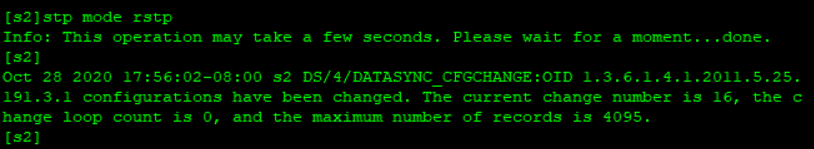 [s2]stp mode rstp
Info: This operation may take a few seconds. Please wait for a moment...done.
[s2]
Oct 28 2020 17:56:02-08:00 s2 DS/4/DATASYNC_CFGCHANGE:OID 1.3.6.1.4.1.2011.5.25.
191.3.1 configurations have been changed. The current change number is 16, the c
hange loop count is 0, and the maximum number of records is 4095.
[s2]